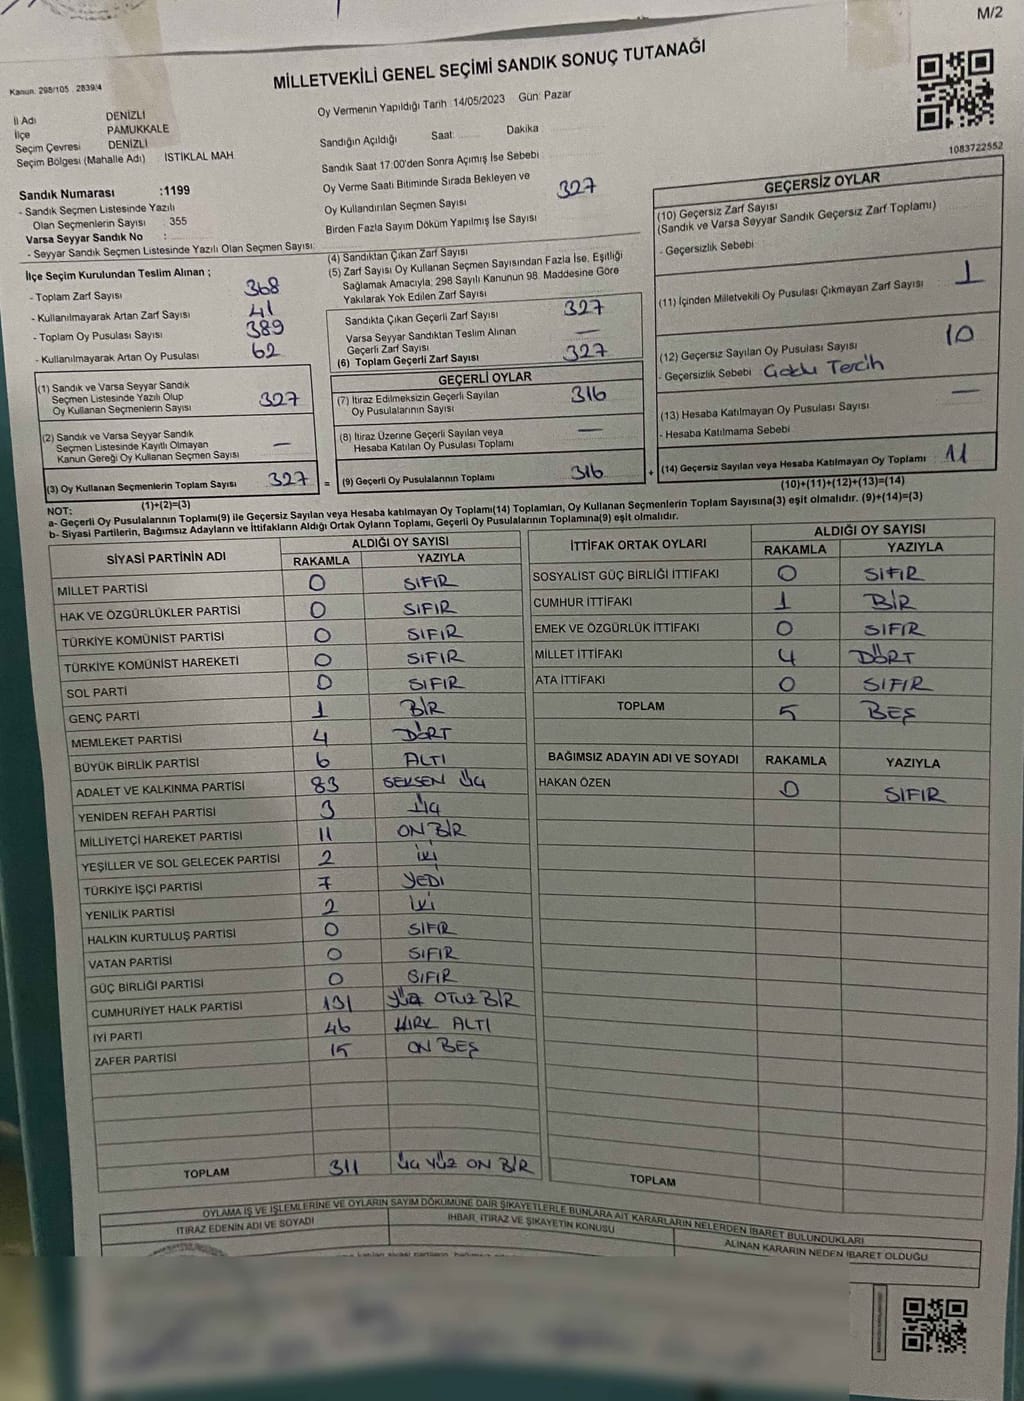 M/2
MİLLETVEKİLİ GENEL SEÇİMİ SANDIK SONUÇ TUTANAĞI
Kanun: 298/105 , 2839/4
İl Adı DENİZLİ
İlçe PAMUKKALE
Seçim Çevresi DENİZLİ
Seçim Bölgesi (Mahalle Adı) İSTİKLAL MAH
Sandık Numarası :1199
- Sandık Seçmen Listesinde Yazılı
Olan Seçmenlerin Sayısı 355
Varsa Seyyar Sandık No :
- Seyyar Sandık Seçmen Listesinde Yazılı Olan Seçmen Sayısı:
Oy Vermenin Yapıldığı Tarih :14/05/2023 Gün: Pazar
Sandığın Açıldığı Saat: Dakika
Sandık Saat 17:00'den Sonra Açımış İse Sebebi
Oy Verme Saati Bitiminde Sırada Bekleyen ve
Oy Kullandırılan Seçmen Sayısı 327
Birden Fazla Sayım Döküm Yapılmış İse Sayısı
1083722552
İlçe Seçim Kurulundan Teslim Alınan ;
- Toplam Zarf Sayısı 368
- Kullanılmayarak Artan Zarf Sayısı 41
- Toplam Oy Pusulası Sayısı 389
- Kullanılmayarak Artan Oy Pusulası 62
(1) Sandık ve Varsa Seyyar Sandık
Seçmen Listesinde Yazılı Olup
Oy Kullanan Seçmenlerin Sayısı 327
(2) Sandık ve Varsa Seyyar Sandık
Seçmen Listesinde Kayıtlı Olmayan
Kanun Gereği Oy Kullanan Seçmen Sayısı —
(3) Oy Kullanan Seçmenlerin Toplam Sayısı 327 =
(1)+(2)=(3)
(4) Sandıktan Çıkan Zarf Sayısı
(5) Zarf Sayısı Oy Kullanan Seçmen Sayısından Fazla İse, Eşitliği
Sağlamak Amacıyla; 298 Sayılı Kanunun 98. Maddesine Göre
Yakılarak Yok Edilen Zarf Sayısı
Sandıkta Çıkan Geçerli Zarf Sayısı 327
Varsa Seyyar Sandıktan Teslim Alınan
Geçerli Zarf Sayısı —
(6) Toplam Geçerli Zarf Sayısı 327
GEÇERLİ OYLAR
(7) İtiraz Edilmeksizin Geçerli Sayılan
Oy Pusulalarının Sayısı 316
(8) İtiraz Üzerine Geçerli Sayılan veya
Hesaba Katılan Oy Pusulası Toplamı —
(9) Geçerli Oy Pusulalarının Toplamı 316 +
GEÇERSİZ OYLAR
(10) Geçersiz Zarf Sayısı
(Sandık ve Varsa Seyyar Sandık Geçersiz Zarf Toplamı)
- Geçersizlik Sebebi
(11) İçinden Milletvekili Oy Pusulası Çıkmayan Zarf Sayısı 1
(12) Geçersiz Sayılan Oy Pusulası Sayısı 10
- Geçersizlik Sebebi Çoklu Tercih
(13) Hesaba Katılmayan Oy Pusulası Sayısı —
- Hesaba Katılmama Sebebi
(14) Geçersiz Sayılan veya Hesaba Katılmayan Oy Toplamı 11
(10)+(11)+(12)+(13)=(14)
NOT:
a- Geçerli Oy Pusulalarının Toplamı(9) ile Geçersiz Sayılan veya Hesaba katılmayan Oy Toplamı(14) Toplamları, Oy Kullanan Seçmenlerin Toplam Sayısına(3) eşit olmalıdır. (9)+(14)=(3)
b- Siyasi Partilerin, Bağımsız Adayların ve İttifakların Aldığı Ortak Oyların Toplamı, Geçerli Oy Pusulalarının Toplamına(9) eşit olmalıdır.
SİYASİ PARTİNİN ADI ALDIĞI OY SAYISI
RAKAMLA YAZIYLA
MİLLET PARTİSİ 0 SIFIR
HAK VE ÖZGÜRLÜKLER PARTİSİ 0 SIFIR
TÜRKİYE KOMÜNİST PARTİSİ 0 SIFIR
TÜRKİYE KOMÜNİST HAREKETİ 0 SIFIR
SOL PARTİ 0 SIFIR
GENÇ PARTİ 1 BİR
MEMLEKET PARTİSİ 4 DÖRT
BÜYÜK BİRLİK PARTİSİ 6 ALTI
ADALET VE KALKINMA PARTİSİ 83 SEKSEN ÜÇ
YENİDEN REFAH PARTİSİ 3 ÜÇ
MİLLİYETÇİ HAREKET PARTİSİ 11 ON BİR
YEŞİLLER VE SOL GELECEK PARTİSİ 2 İKİ
TÜRKİYE İŞÇİ PARTİSİ 7 YEDİ
YENİLİK PARTİSİ 2 İKİ
HALKIN KURTULUŞ PARTİSİ 0 SIFIR
VATAN PARTİSİ 0 SIFIR
GÜÇ BİRLİĞİ PARTİSİ 0 SIFIR
CUMHURİYET HALK PARTİSİ 131 YÜZ OTUZ BİR
İYİ PARTİ 46 KIRK ALTI
ZAFER PARTİSİ 15 ON BEŞ
TOPLAM 311 ÜÇ YÜZ ON BİR
İTTİFAK ORTAK OYLARI ALDIĞI OY SAYISI
RAKAMLA YAZIYLA
SOSYALİST GÜÇ BİRLİĞİ İTTİFAKI 0 SIFIR
CUMHUR İTTİFAKI 1 BİR
EMEK VE ÖZGÜRLÜK İTTİFAKI 0 SIFIR
MİLLET İTTİFAKI 4 DÖRT
ATA İTTİFAKI 0 SIFIR
TOPLAM 5 BEŞ
BAĞIMSIZ ADAYIN ADI VE SOYADI RAKAMLA YAZIYLA
HAKAN ÖZEN 0 SIFIR
TOPLAM
OYLAMA İŞ VE İŞLEMLERİNE VE OYLARIN SAYIM DÖKÜMÜNE DAİR ŞİKAYETLERLE BUNLARA AİT KARARLARIN NELERDEN İBARET BULUNDUKLARI
İTİRAZ EDENİN ADI VE SOYADI İHBAR, İTİRAZ VE ŞİKAYETİN KONUSU ALINAN KARARIN NEDEN İBARET OLDUĞU